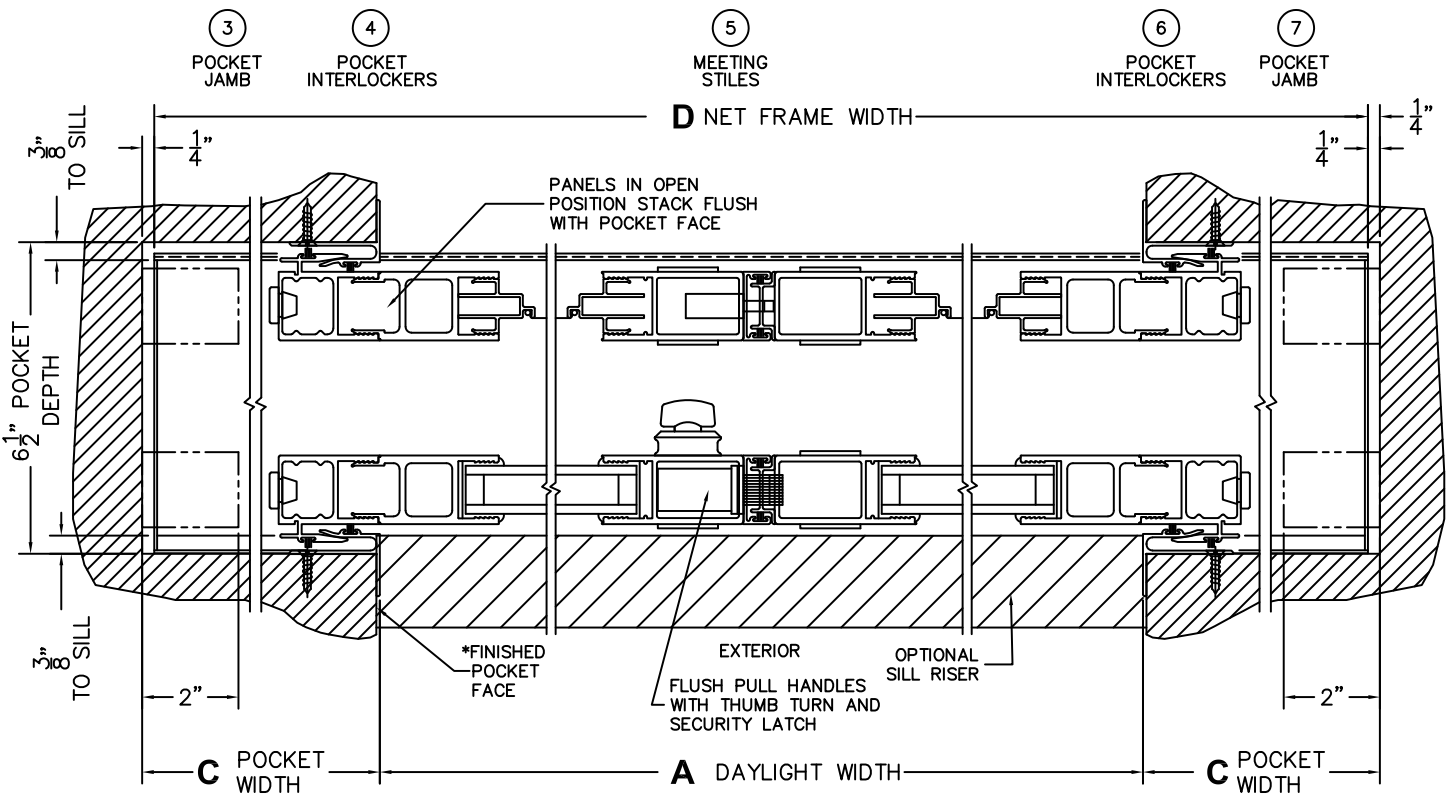 3
4
5
6
7
POCKET
JAMB
POCKET
INTERLOCKERS
MEETING
STILES
POCKET
INTERLOCKERS
POCKET
JAMB
D NET FRAME WIDTH
1/4"
1/4"
1/4"
3/8"
TO SILL
PANELS IN OPEN
POSITION STACK FLUSH
WITH POCKET FACE
6 1/2" POCKET
DEPTH
3/8"
TO SILL
*FINISHED
POCKET
FACE
EXTERIOR
FLUSH PULL HANDLES
WITH THUMB TURN AND
SECURITY LATCH
OPTIONAL
SILL RISER
2"
2"
C POCKET
WIDTH
A DAYLIGHT WIDTH
C POCKET
WIDTH